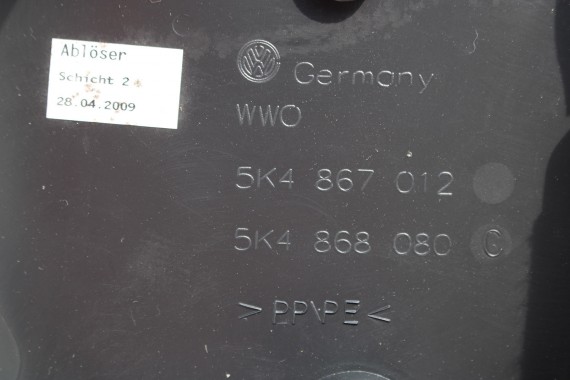 Ablöser
Schicht 2
28.04.2009
Germany
WWO
5K4 867 012
5K4 868 080 C
>PP\PE<